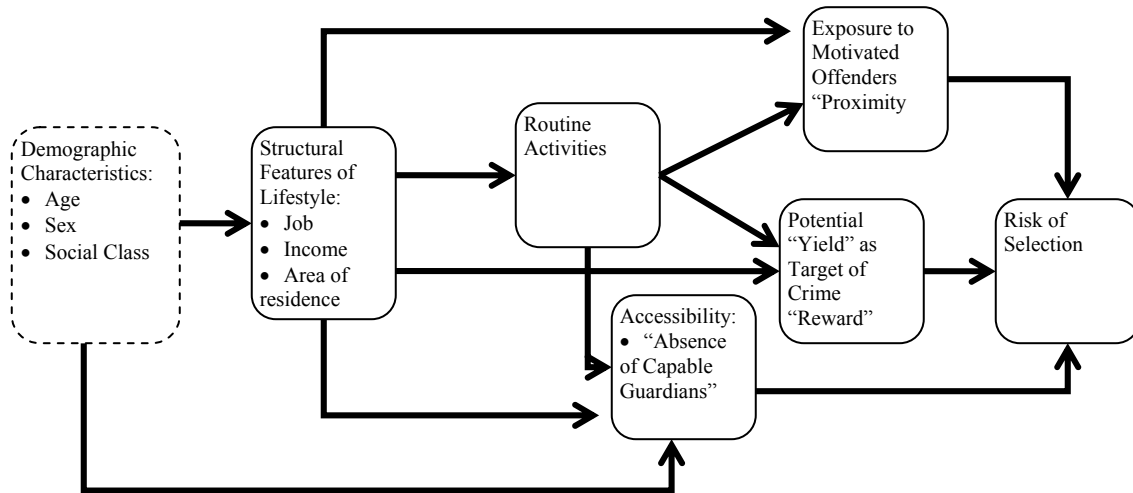 Demographic
Characteristics:
• Age
• Sex
• Social Class
Structural
Features of
Lifestyle:
• Job
• Income
• Area of
residence
Routine
Activities
Exposure to
Motivated
Offenders
“Proximity
Potential
“Yield” as
Target of
Crime
“Reward”
Accessibility:
• “Absence
of Capable
Guardians”
Risk of
Selection